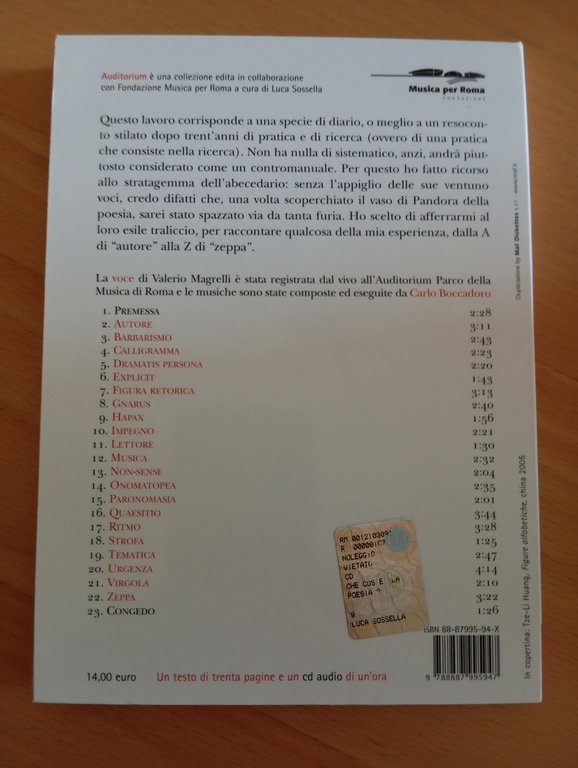 Auditorium è una collezione edita in collaborazione
con Fondazione Musica per Roma a cura di Luca Sossella
Musica per Roma
FONDAZIONE
Questo lavoro corrisponde a una specie di diario, o meglio a un resocon-
to stilato dopo trent'anni di pratica e di ricerca (ovvero di una pratica
che consiste nella ricerca). Non ha nulla di sistematico, anzi, andrà piut-
tosto considerato come un contromanuale. Per questo ho fatto ricorso
allo stratagemma dell'abecedario: senza l'appiglio delle sue ventuno
voci, credo difatti che, una volta scoperchiato il vaso di Pandora della
poesia, sarei stato spazzato via da tanta furia. Ho scelto di afferrarmi al
loro esile traliccio, per raccontare qualcosa della mia esperienza, dalla A
di "autore" alla Z di "zeppa".
La voce di Valerio Magrelli è stata registrata dal vivo all'Auditorium Parco della
Musica di Roma e le musiche sono state composte ed eseguite da Carlo Boccadoro
1. PREMESSA 2:28
2. AUTORE 3:11
3. BARBARISMO 2:43
4. CALLIGRAMMA 2:23
5. DRAMATIS PERSONA 2:20
6. EXPLICIT 1:43
7. FIGURA RETORICA 3:13
8. GNARUS 2:40
9. HAPAX 1:56
10. IMPEGNO 2:21
11. LETTORE 1:30
12. MUSICA 2:32
13. NON-SENSE 2:04
14. ONOMATOPEA 2:35
15. PARONOMASIA 2:01
16. QUAESITIO 3:44
17. RITMO 3:28
18. STROFA 1:25
19. TEMATICA 2:47
20. URGENZA 4:14
21. VIRGOLA 2:10
22. ZEPPA 3:22
23. CONGEDO 1:26
NOLEGGIO
VIETATO
CD
CHE COS'E LA
POESIA ?
9
LUCA SOSSELLA
ISBN 88-87995-94-X
9 788887 995947
14,00 euro
Un testo di trenta pagine e un cd audio di un'ora
Duplicazione by Mad Diskettes s.r.l. www.mad.it
In copertina: Tze-Li Huang, Figure alfabetiche, china 2005